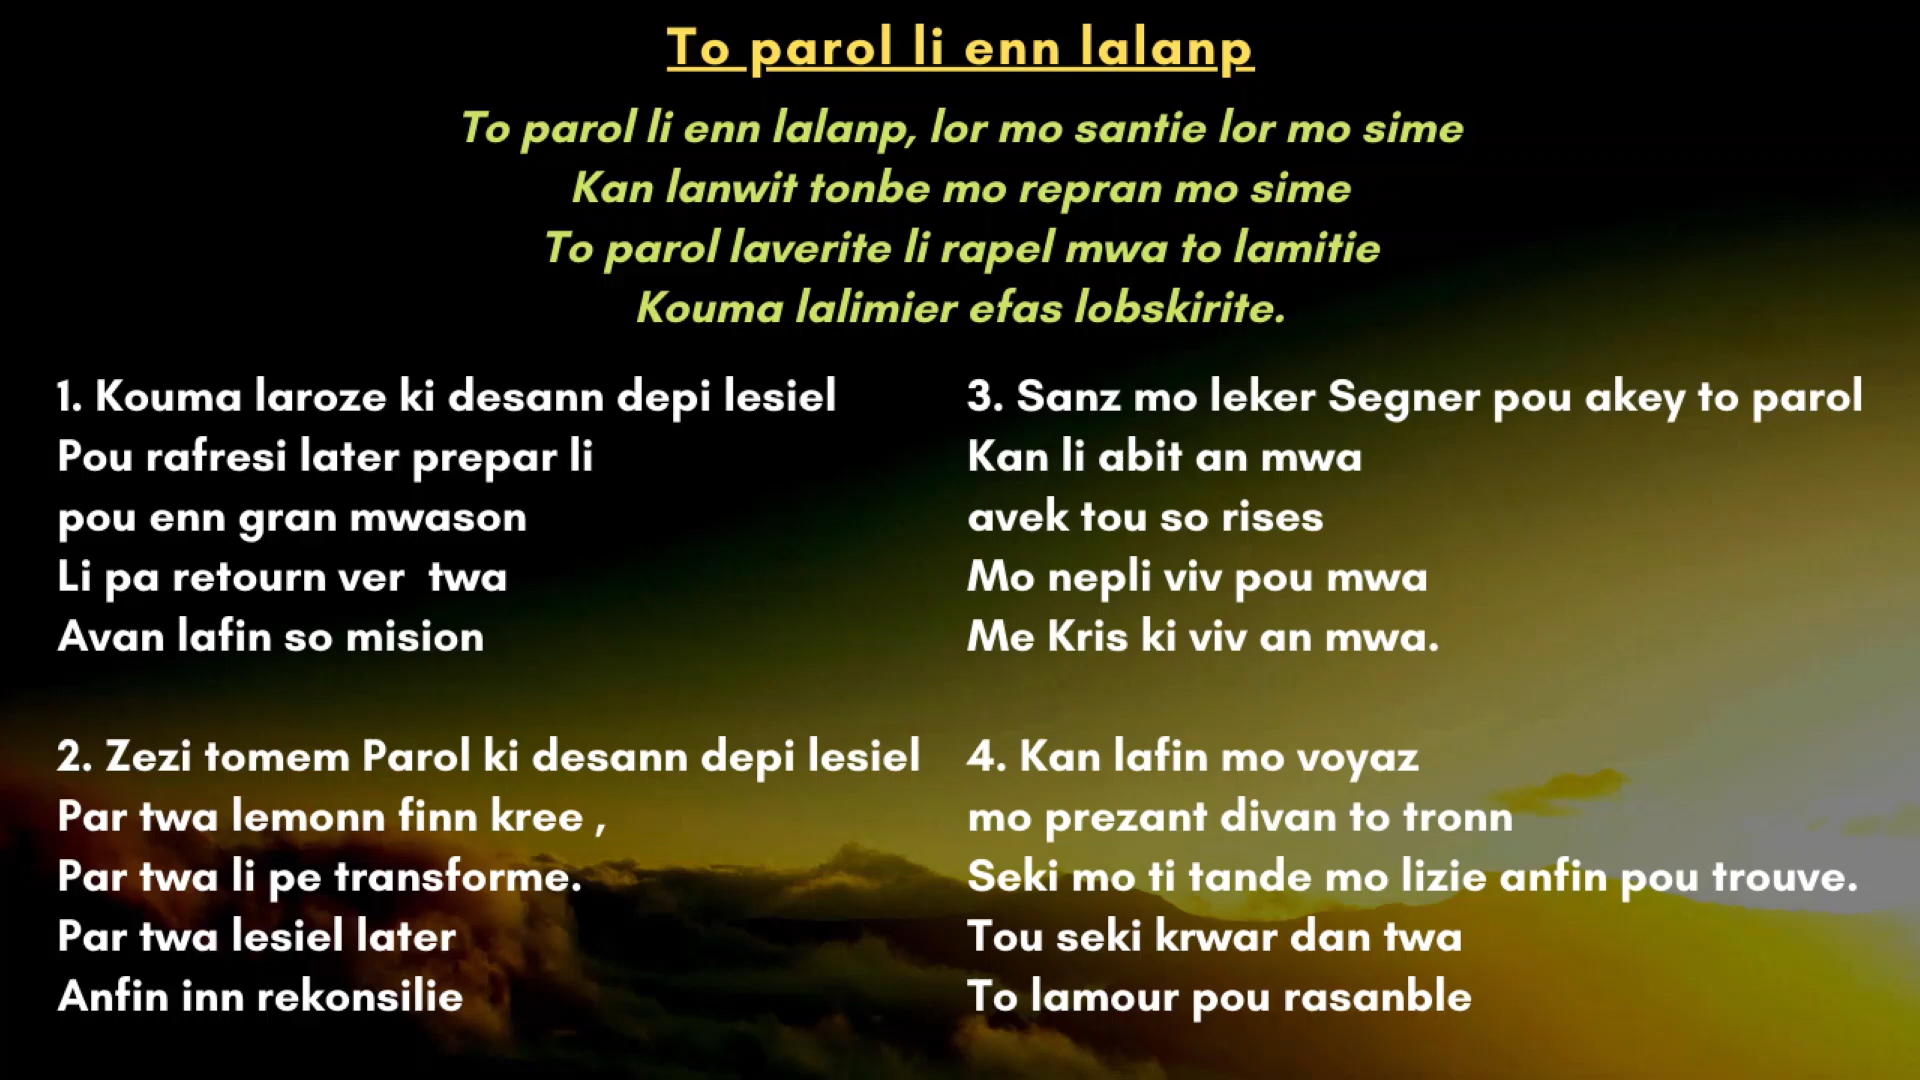 To parol li enn lalanp
To parol li enn lalanp, lor mo santie lor mo sime
Kan lanwit tonbe mo repran mo sime
To parol laverite li rapel mwa to lamitie
Kouma lalimier efas lobskirite.
1. Kouma laroze ki desann depi lesiel
Pou rafresi later prepar li
pou enn gran mwason
Li pa retourn ver  twa
Avan lafin so mision
2. Zezi tomem Parol ki desann depi lesiel
Par twa lemonn finn kree ,
Par twa li pe transforme.
Par twa lesiel later
Anfin inn rekonsilie
3. Sanz mo leker Segner pou akey to parol
Kan li abit an mwa
avek tou so rises
Mo nepli viv pou mwa
Me Kris ki viv an mwa.
4. Kan lafin mo voyaz
mo prezant divan to tronn
Seki mo ti tande mo lizie anfin pou trouve.
Tou seki krwar dan twa
To lamour pou rasanble